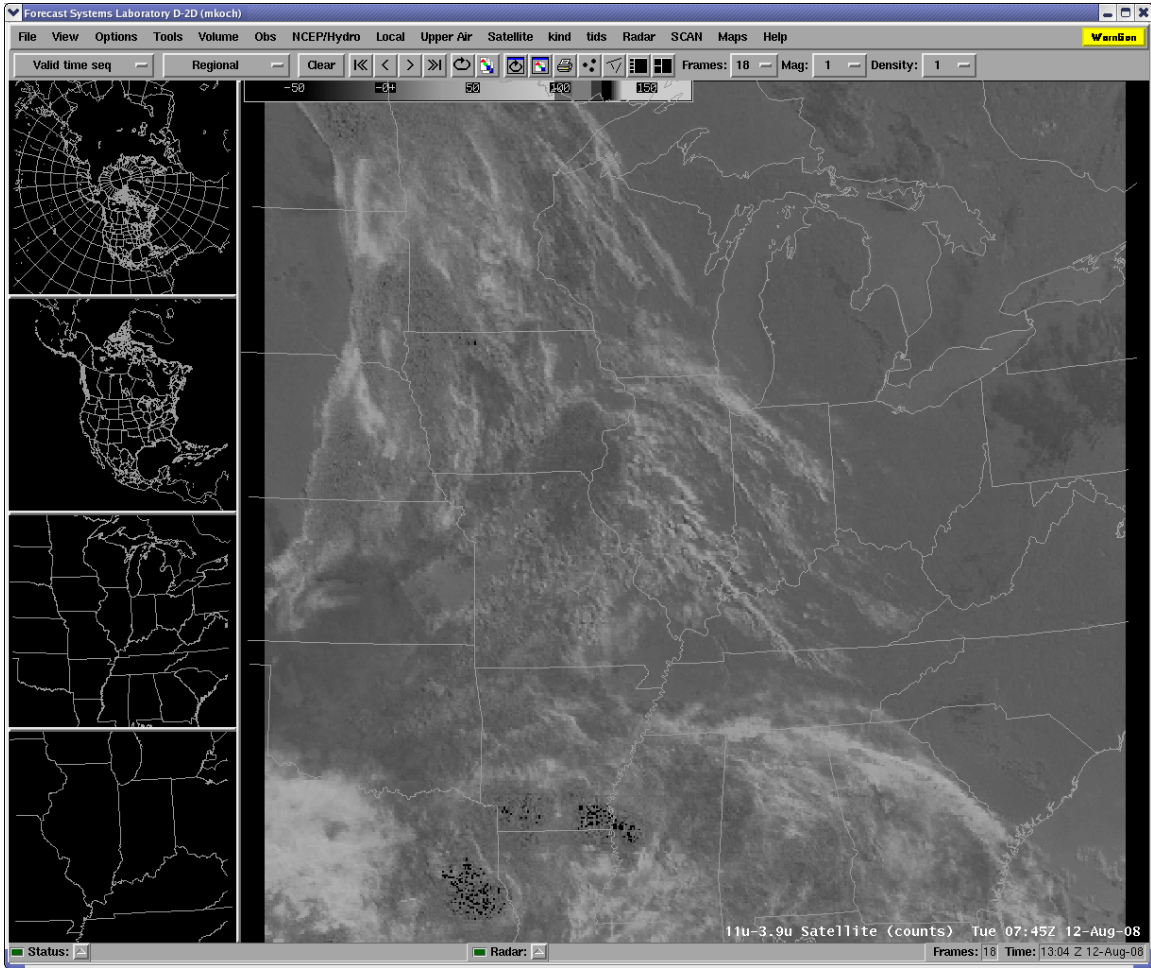 Forecast Systems Laboratory D-2D (mkoch)
File View Options Tools Volume Obs NCEP/Hydro Local Upper Air Satellite kind tids Radar SCAN Maps Help WarnGen
Valid time seq Regional Clear Frames: 18 Mag: 1 Density: 1
-50 -0+ 50 100 150
11u-3.9u Satellite (counts) Tue 07:45Z 12-Aug-08
Status: Radar: Frames: 18 Time: 13:04 Z 12-Aug-08